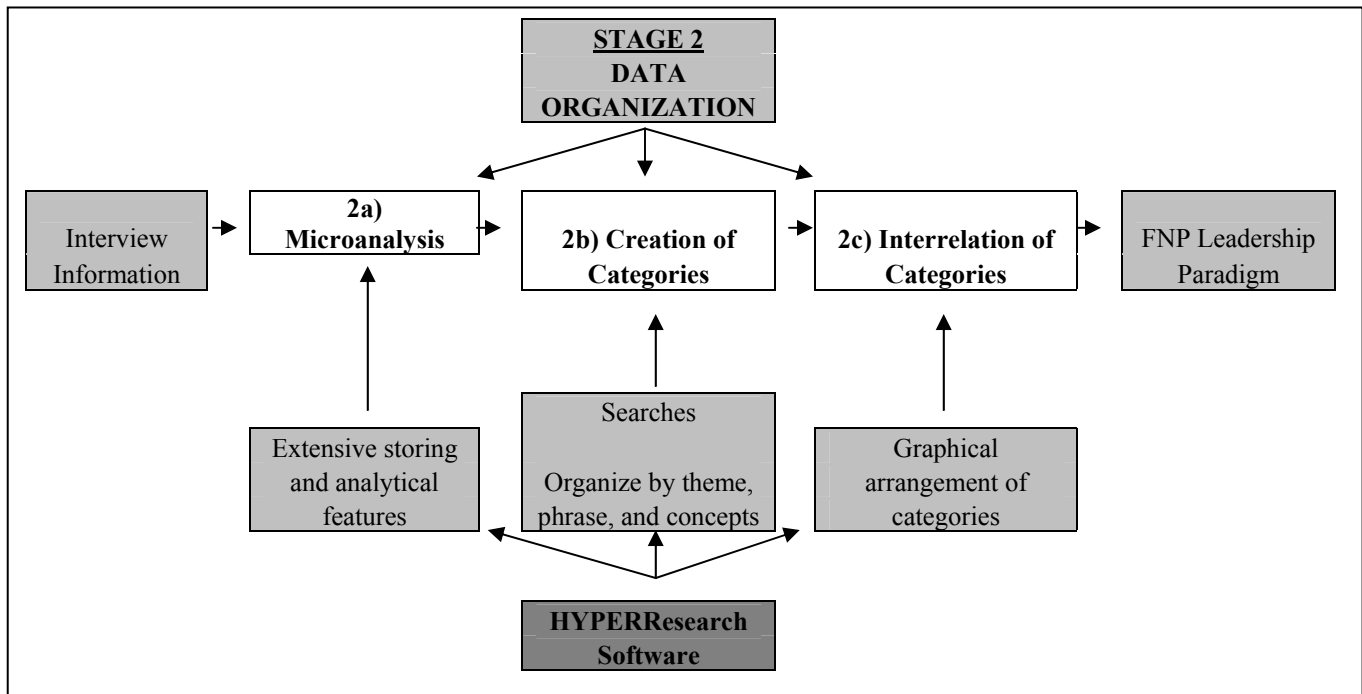 STAGE 2
DATA
ORGANIZATION
Interview
Information
2a)
Microanalysis
2b) Creation of
Categories
2c) Interrelation of
Categories
FNP Leadership
Paradigm
Extensive storing
and analytical
features
Searches
Organize by theme,
phrase, and concepts
Graphical
arrangement of
categories
HYPERResearch
Software